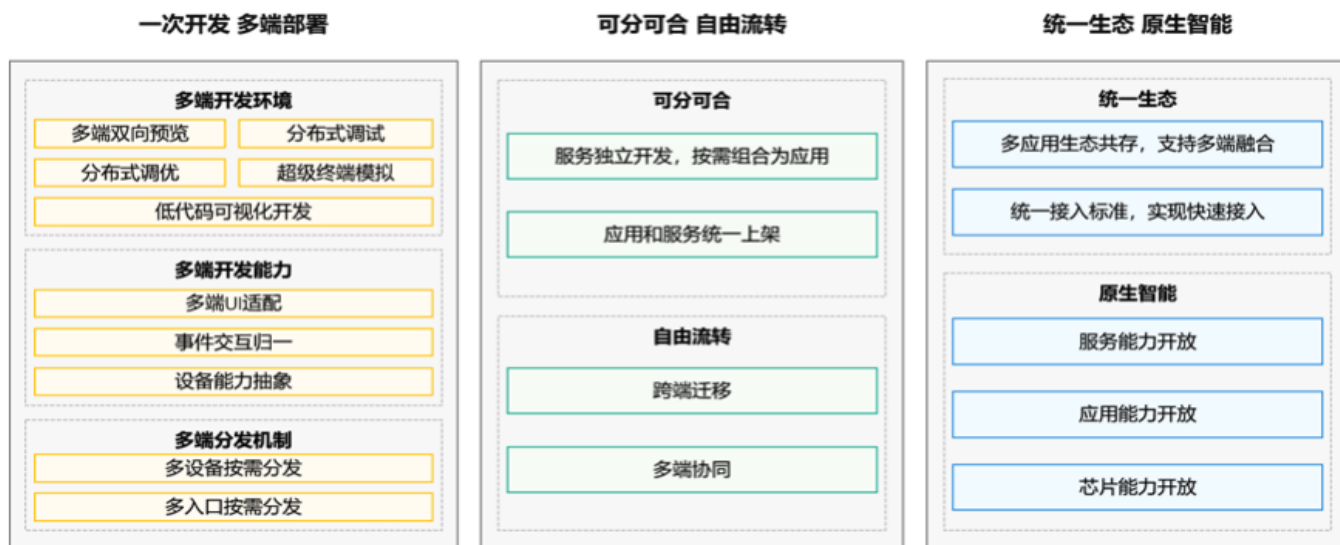 一次开发 多端部署
多端开发环境
多端双向预览
分布式调试
分布式调优
超级终端模拟
低代码可视化开发
多端开发能力
多端UI适配
事件交互归一
设备能力抽象
多端分发机制
多设备按需分发
多入口按需分发
可分可合 自由流转
可分可合
服务独立开发，按需组合为应用
应用和服务统一上架
自由流转
跨端迁移
多端协同
统一生态 原生智能
统一生态
多应用生态共存，支持多端融合
统一接入标准，实现快速接入
原生智能
服务能力开放
应用能力开放
芯片能力开放